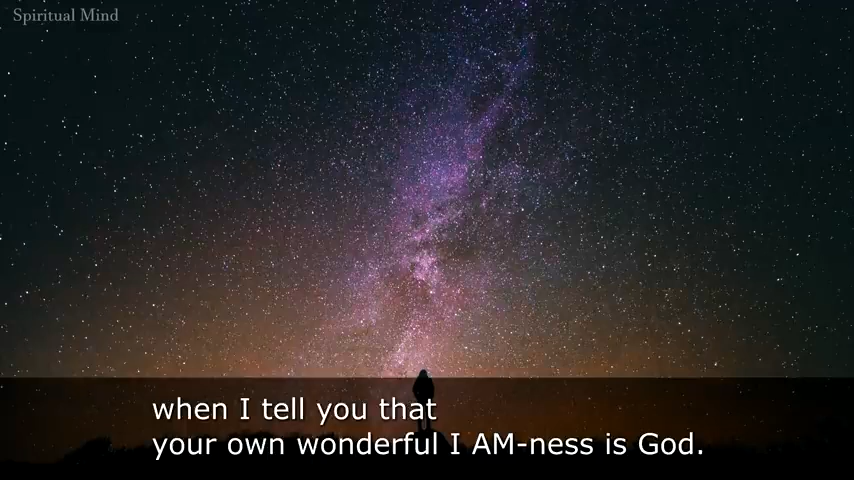 Spiritual Mind
when I tell you that
your own wonderful I AM-ness is God.